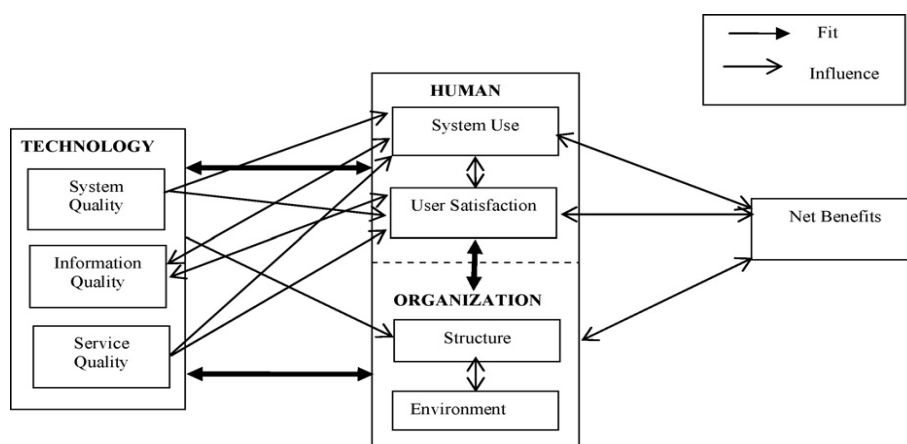 Fit
Influence
HUMAN
System Use
User Satisfaction
TECHNOLOGY
System
Quality
Information
Quality
Service
Quality
ORGANIZATION
Structure
Environment
Net Benefits